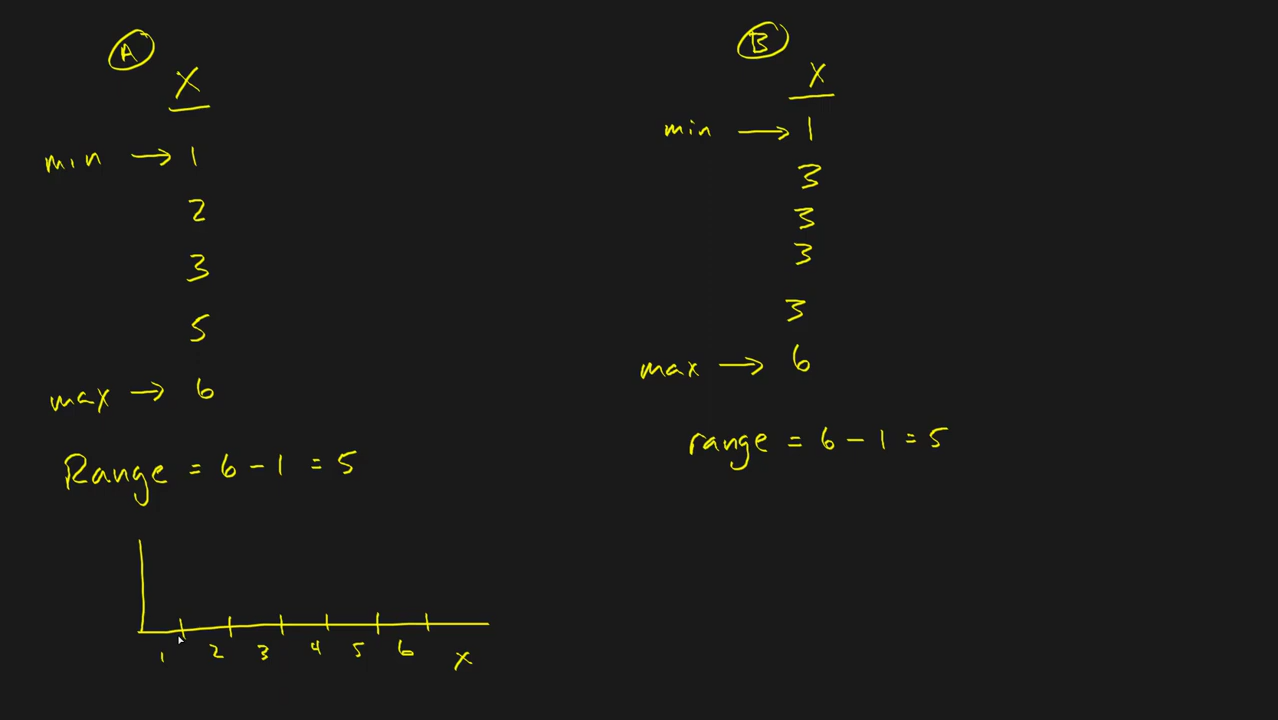 A
X
min → 1
2
3
5
max → 6
Range = 6 - 1 = 5
1 2 3 4 5 6 X
B
X
min → 1
3
3
3
3
max → 6
range = 6 - 1 = 5